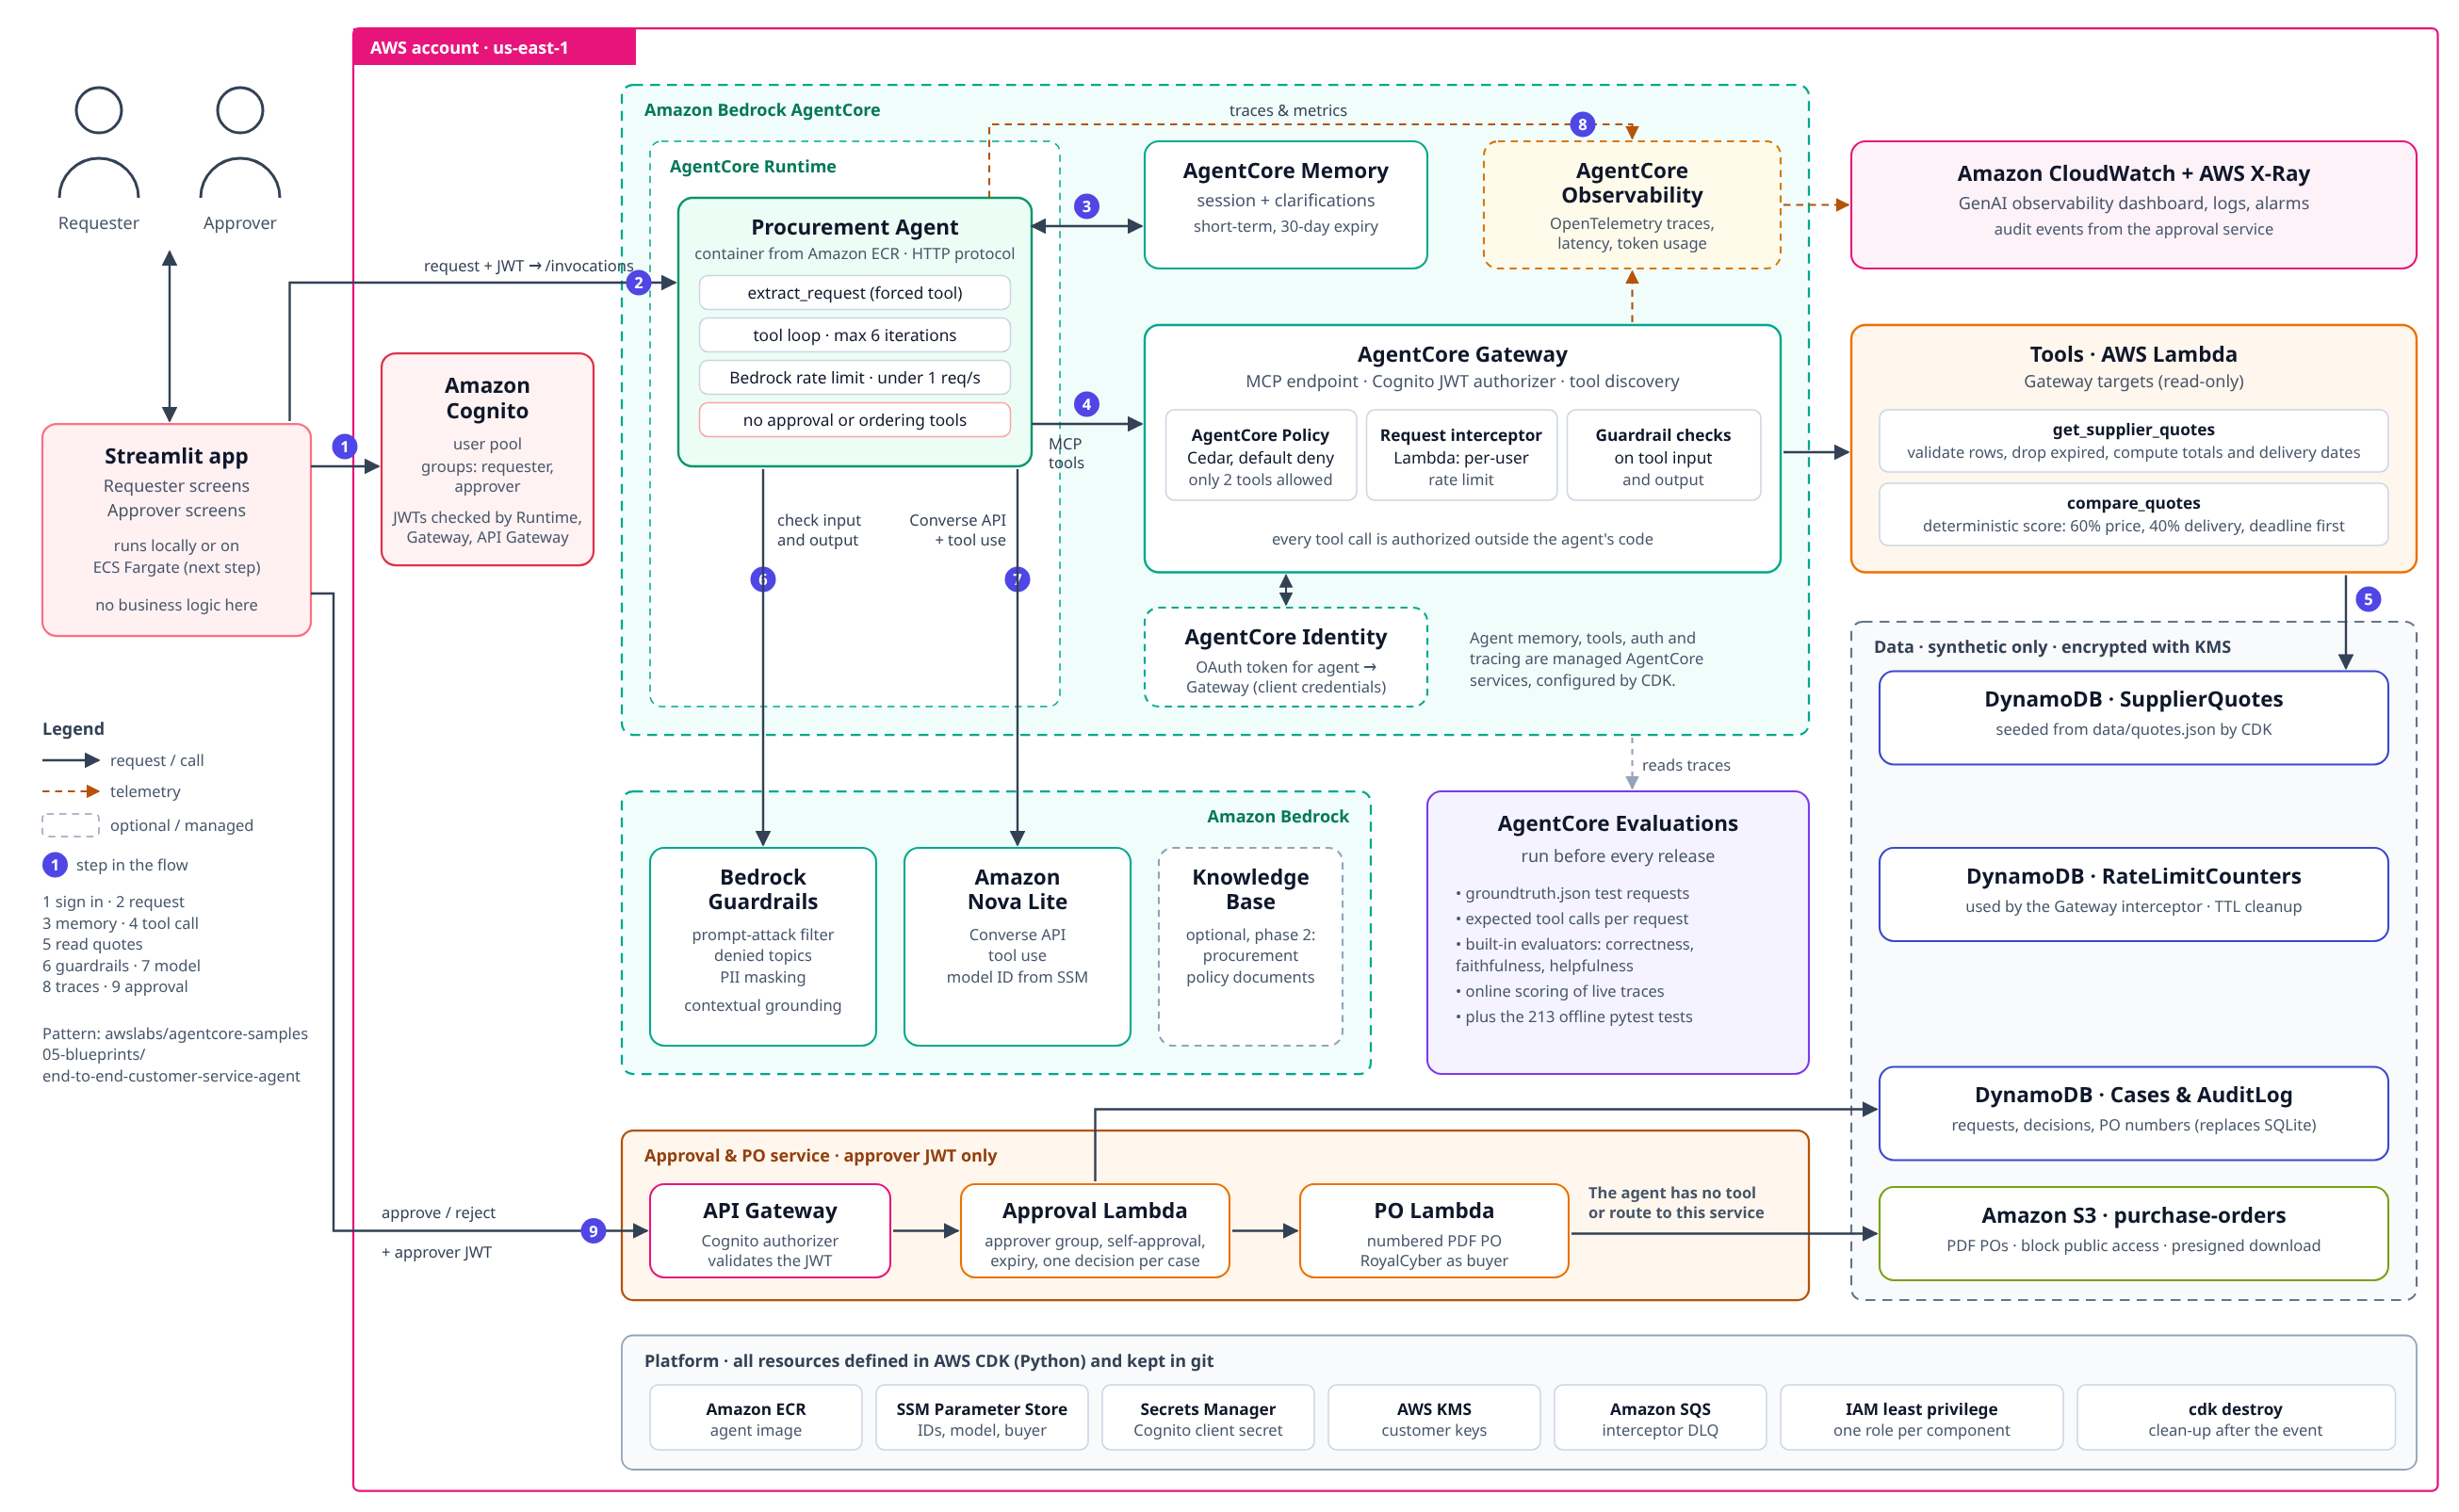 AWS account · us-east-1
Requester
Approver
Amazon Bedrock AgentCore
traces & metrics
8
AgentCore Runtime
Procurement Agent
container from Amazon ECR · HTTP protocol
extract_request (forced tool)
tool loop · max 6 iterations
Bedrock rate limit · under 1 req/s
no approval or ordering tools
3
AgentCore Memory
session + clarifications
short-term, 30-day expiry
AgentCore
Observability
OpenTelemetry traces,
latency, token usage
Amazon CloudWatch + AWS X-Ray
GenAI observability dashboard, logs, alarms
audit events from the approval service
request + JWT → /invocations
2
Amazon
Cognito
user pool
groups: requester,
approver
JWTs checked by Runtime,
Gateway, API Gateway
1
Streamlit app
Requester screens
Approver screens
runs locally or on
ECS Fargate (next step)
no business logic here
4
MCP
tools
AgentCore Gateway
MCP endpoint · Cognito JWT authorizer · tool discovery
AgentCore Policy
Cedar, default deny
only 2 tools allowed
Request interceptor
Lambda: per-user
rate limit
Guardrail checks
on tool input
and output
every tool call is authorized outside the agent's code
Tools · AWS Lambda
Gateway targets (read-only)
get_supplier_quotes
validate rows, drop expired, compute totals and delivery dates
compare_quotes
deterministic score: 60% price, 40% delivery, deadline first
check input
and output
Converse API
+ tool use
6
7
5
AgentCore Identity
OAuth token for agent →
Gateway (client credentials)
Agent memory, tools, auth and
tracing are managed AgentCore
services, configured by CDK.
Data · synthetic only · encrypted with KMS
DynamoDB · SupplierQuotes
seeded from data/quotes.json by CDK
DynamoDB · RateLimitCounters
used by the Gateway interceptor · TTL cleanup
DynamoDB · Cases & AuditLog
requests, decisions, PO numbers (replaces SQLite)
Amazon S3 · purchase-orders
PDF POs · block public access · presigned download
Legend
request / call
telemetry
optional / managed
1
step in the flow
1 sign in · 2 request
3 memory · 4 tool call
5 read quotes
6 guardrails · 7 model
8 traces · 9 approval
Pattern: awslabs/agentcore-samples
05-blueprints/
end-to-end-customer-service-agent
reads traces
Amazon Bedrock
Bedrock
Guardrails
prompt-attack filter
denied topics
PII masking
contextual grounding
Amazon
Nova Lite
Converse API
tool use
model ID from SSM
Knowledge
Base
optional, phase 2:
procurement
policy documents
AgentCore Evaluations
run before every release
• groundtruth.json test requests
• expected tool calls per request
• built-in evaluators: correctness,
faithfulness, helpfulness
• online scoring of live traces
• plus the 213 offline pytest tests
Approval & PO service · approver JWT only
approve / reject
+ approver JWT
9
API Gateway
Cognito authorizer
validates the JWT
Approval Lambda
approver group, self-approval,
expiry, one decision per case
PO Lambda
numbered PDF PO
RoyalCyber as buyer
The agent has no tool
or route to this service
Platform · all resources defined in AWS CDK (Python) and kept in git
Amazon ECR
agent image
SSM Parameter Store
IDs, model, buyer
Secrets Manager
Cognito client secret
AWS KMS
customer keys
Amazon SQS
interceptor DLQ
IAM least privilege
one role per component
cdk destroy
clean-up after the event